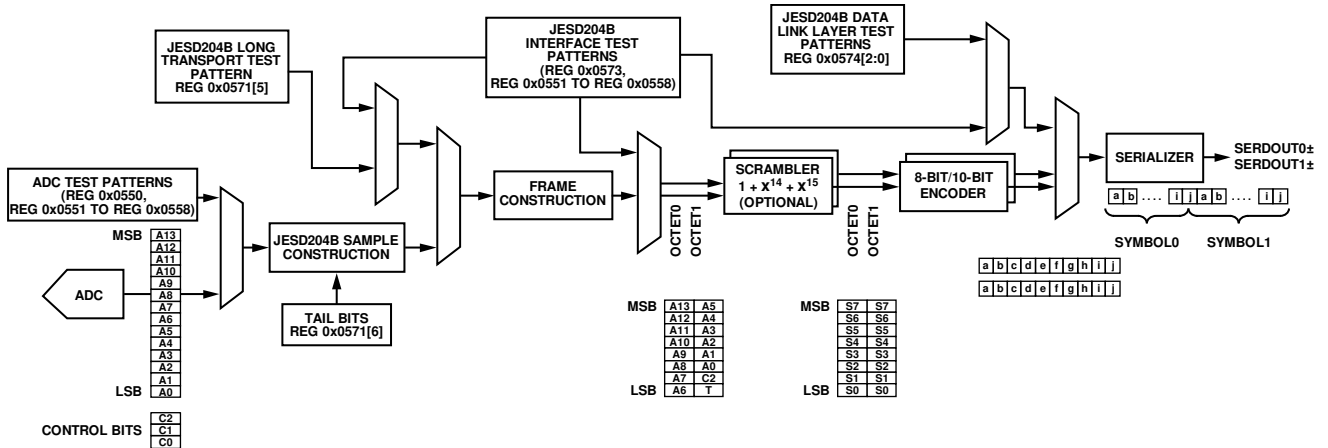 JESD204B LONG
TRANSPORT TEST
PATTERN
REG 0x0571[5]
JESD204B
INTERFACE TEST
PATTERNS
(REG 0x0573,
REG 0x0551 TO REG 0x0558)
JESD204B DATA
LINK LAYER TEST
PATTERNS
REG 0x0574[2:0]
ADC TEST PATTERNS
(REG 0x0550,
REG 0x0551 TO REG 0x0558)
ADC
MSB
A13
A12
A11
A10
A9
A8
A7
A6
A5
A4
A3
A2
A1
LSB A0
CONTROL BITS
C2
C1
C0
JESD204B SAMPLE
CONSTRUCTION
TAIL BITS
REG 0x0571[6]
FRAME
CONSTRUCTION
OCTET0
OCTET1
SCRAMBLER
1 + x14 + x15
(OPTIONAL)
OCTET0
OCTET1
8-BIT/10-BIT
ENCODER
SERIALIZER
SERDOUT0±
SERDOUT1±
a b . . . . i j a b . . . . i j
SYMBOL0 SYMBOL1
a b c d e f g h i j
a b c d e f g h i j
MSB A13 A5
A12 A4
A11 A3
A10 A2
A9 A1
A8 A0
A7 C2
LSB A6 T
MSB S7 S7
S6 S6
S5 S5
S4 S4
S3 S3
S2 S2
S1 S1
LSB S0 S0